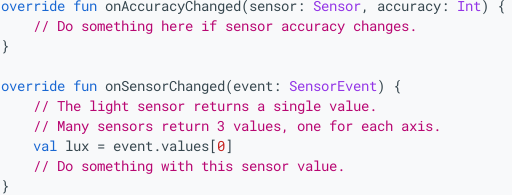 override fun onAccuracyChanged(sensor: Sensor, accuracy: Int) {
    // Do something here if sensor accuracy changes.
}

override fun onSensorChanged(event: SensorEvent) {
    // The light sensor returns a single value.
    // Many sensors return 3 values, one for each axis.
    val lux = event.values[0]
    // Do something with this sensor value.
}